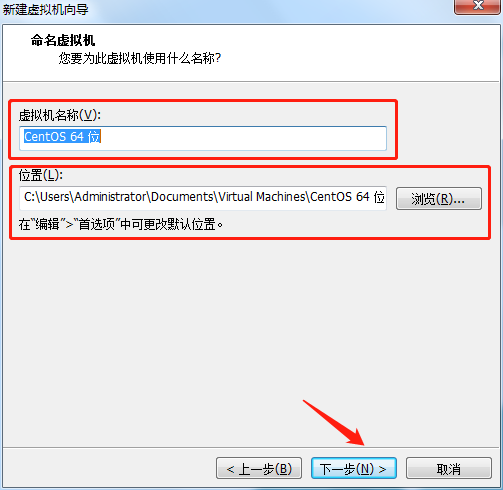 新建虚拟机向导
命名虚拟机
您要为此虚拟机使用什么名称?
虚拟机名称(V):
CentOS 64 位
位置(L):
C:\Users\Administrator\Documents\Virtual Machines\CentOS 64 位
浏览(R)...
在“编辑”>“首选项”中可更改默认位置。
< 上一步(B)
下一步(N) >
取消